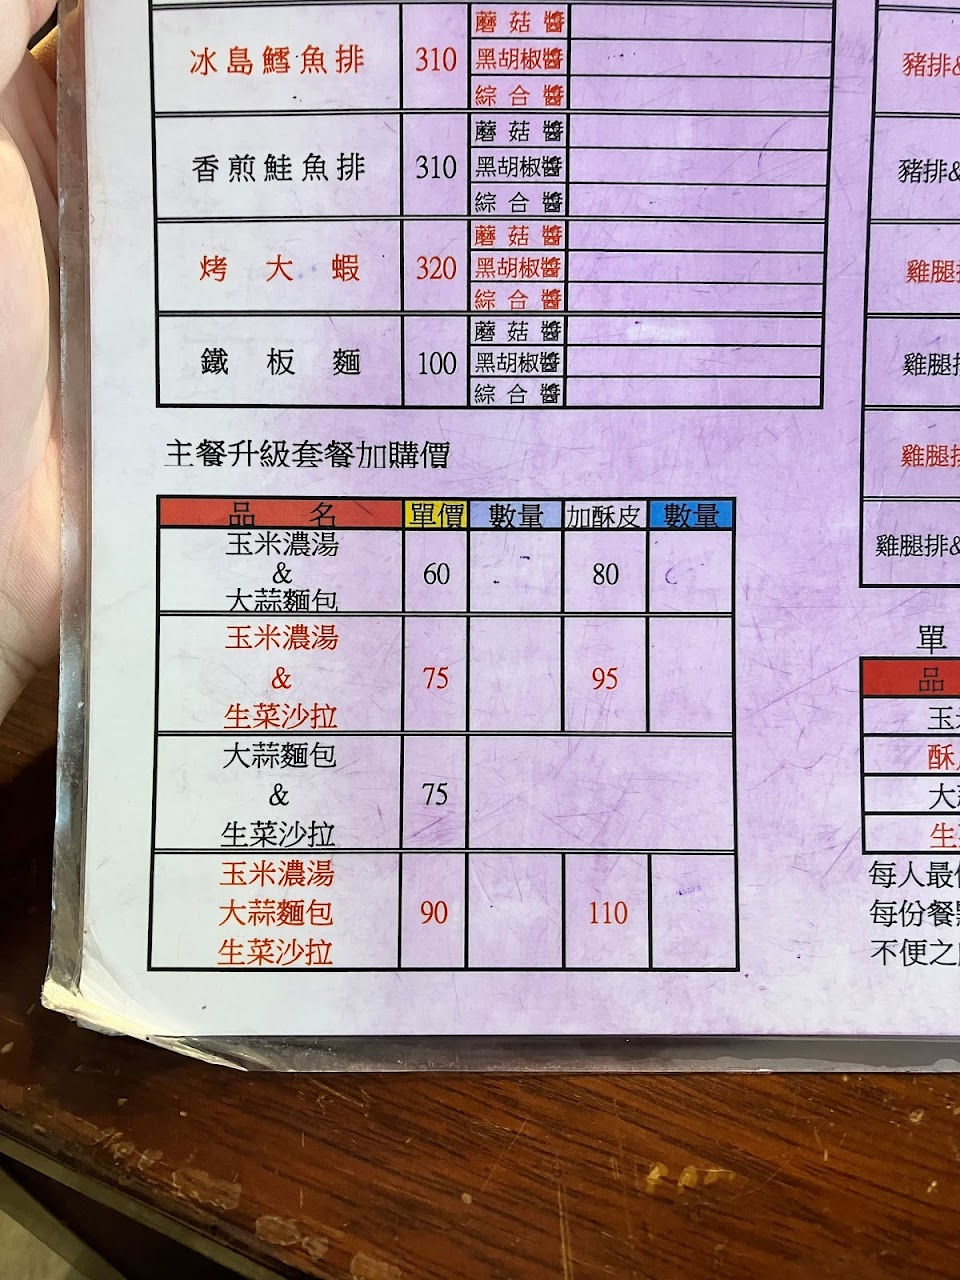 蘑菇醬
冰島鱈魚排 310 黑胡椒醬
綜合醬
蘑菇醬
香煎鮭魚排 310 黑胡椒醬
綜合醬
蘑菇醬
烤大蝦 320 黑胡椒醬
綜合醬
蘑菇醬
鐵板麵 100 黑胡椒醬
綜合醬
主餐升級套餐加購價
品名 單價 數量 加酥皮 數量
玉米濃湯
& 60 80
大蒜麵包
玉米濃湯
& 75 95
生菜沙拉
大蒜麵包
& 75
生菜沙拉
玉米濃湯
大蒜麵包 90 110
生菜沙拉
豬排&
豬排&
雞腿
雞腿
雞腿
雞腿排&
單
品
玉
酥
大
生
每人最
每份餐
不便之